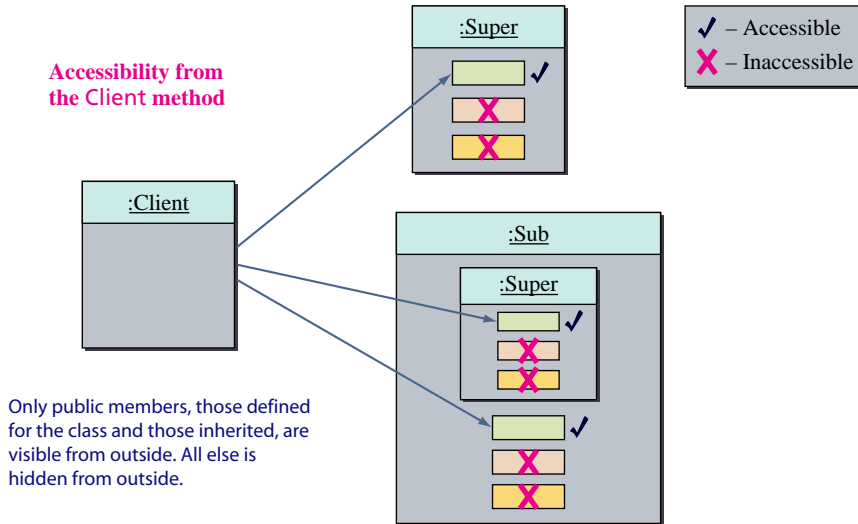 :Super
✓ – Accessible
✗ – Inaccessible
Accessibility from
the Client method
:Client
:Sub
:Super
Only public members, those defined
for the class and those inherited, are
visible from outside. All else is
hidden from outside.